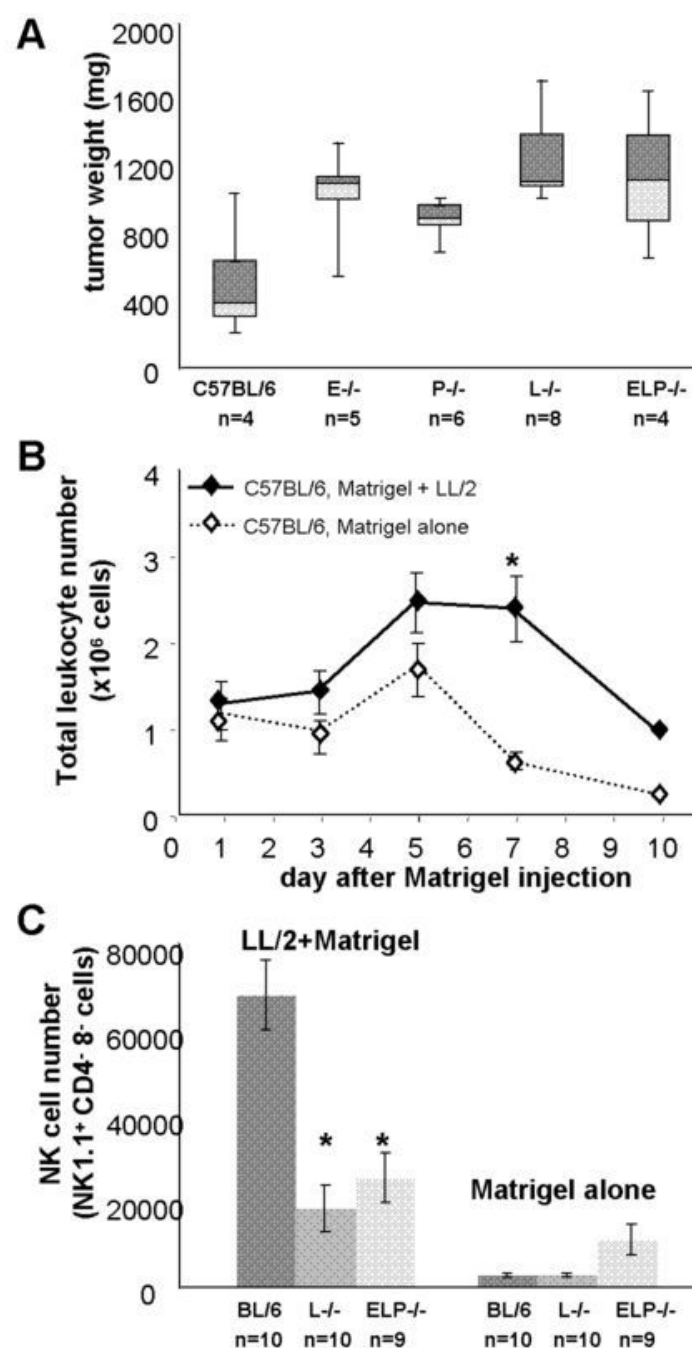 A
tumor weight (mg)
2000
1600
1200
800
400
0
C57BL/6 E-/- P-/- L-/- ELP-/-
n=4 n=5 n=6 n=8 n=4
B
Total leukocyte number
(x10⁶ cells)
4
3
2
1
0
C57BL/6, Matrigel + LL/2
C57BL/6, Matrigel alone
*
0 1 2 3 4 5 6 7 8 9 10
day after Matrigel injection
C
NK cell number
(NK1.1⁺ CD4⁻ 8⁻ cells)
80000
60000
40000
20000
0
LL/2+Matrigel
* *
Matrigel alone
BL/6 L-/- ELP-/- BL/6 L-/- ELP-/-
n=10 n=10 n=9 n=10 n=10 n=9